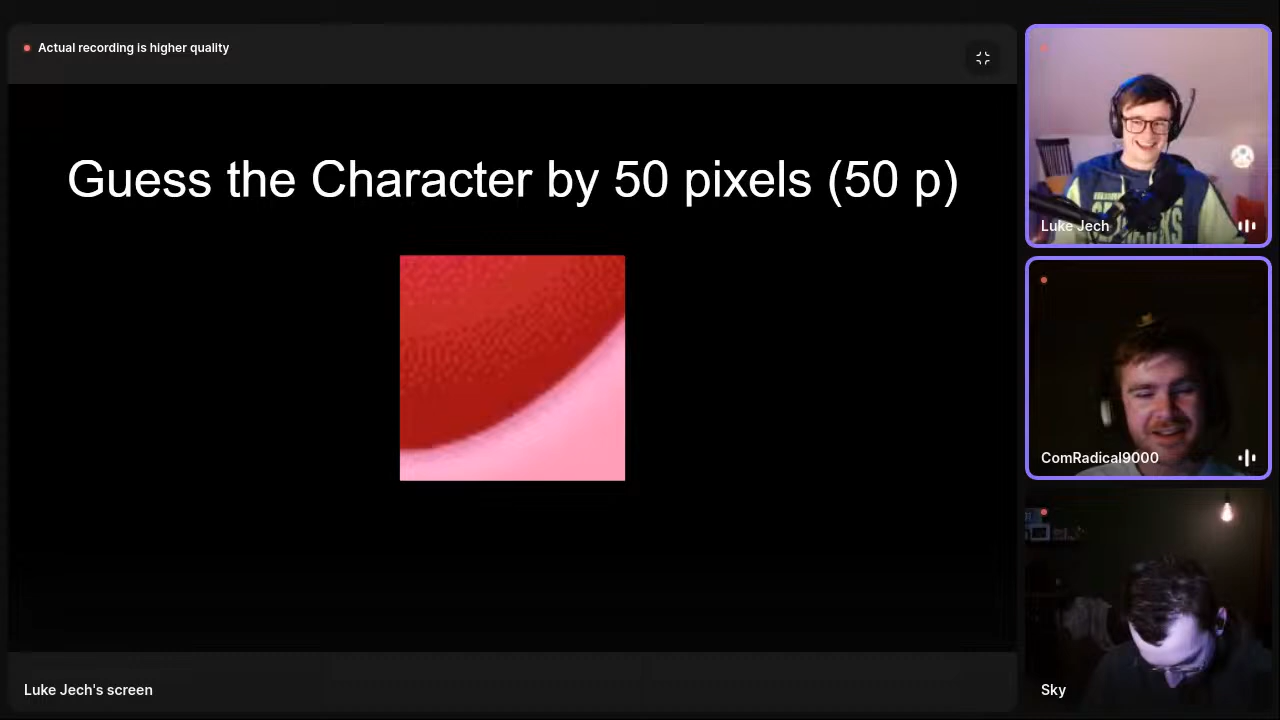 Actual recording is higher quality
Guess the Character by 50 pixels (50 p)
Luke Jech's screen
Luke Jech
ComRadical9000
Sky